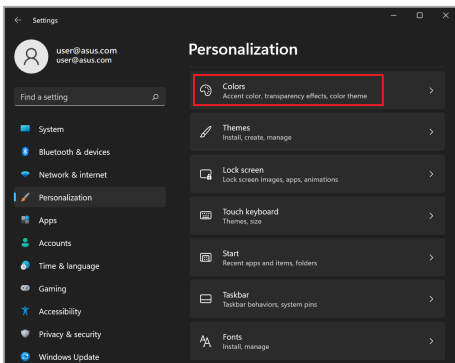 Settings
user@asus.com
user@asus.com
Find a setting
System
Bluetooth & devices
Network & internet
Personalization
Apps
Accounts
Time & language
Gaming
Accessibility
Privacy & security
Windows Update
Personalization
Colors
Accent color, transparency effects, color theme
Themes
Install, create, manage
Lock screen
Lock screen images, apps, animations
Touch keyboard
Themes, size
Start
Recent apps and items, folders
Taskbar
Taskbar behaviors, system pins
Fonts
Install, manage